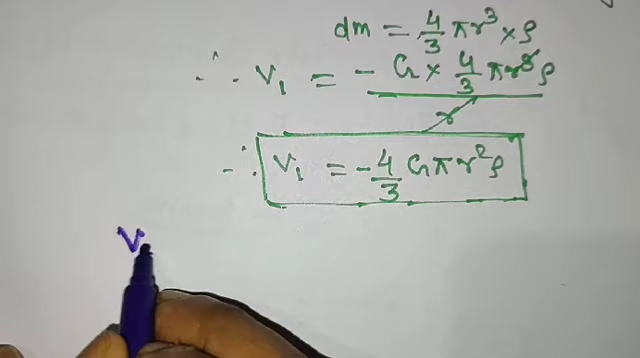 dm = 4/3 πr³ × ρ
∴ V₁ = - G × 4/3 πr³ρ / r
∴ V₁ = -4/3 Gπr²ρ
V